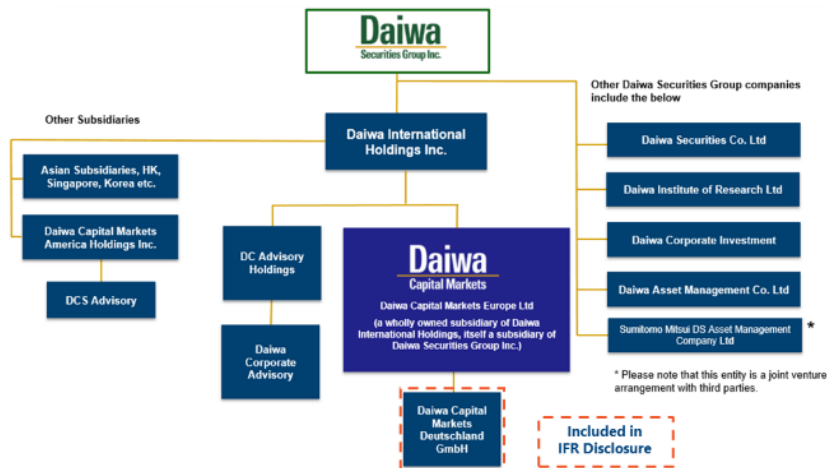 Daiwa
Securities Group Inc.
Other Daiwa Securities Group companies
include the below
Other Subsidiaries
Daiwa International
Holdings Inc.
Daiwa Securities Co. Ltd
Asian Subsidiaries, HK,
Singapore, Korea etc.
Daiwa Institute of Research Ltd
Daiwa Capital Markets
America Holdings Inc.
DC Advisory
Holdings
Daiwa
Capital Markets
Daiwa Capital Markets Europe Ltd
(a wholly owned subsidiary of Daiwa
International Holdings, itself a subsidiary of
Daiwa Securities Group Inc.)
Daiwa Corporate Investment
DCS Advisory
Daiwa Asset Management Co. Ltd
Daiwa
Corporate
Advisory
Sumitomo Mitsui DS Asset Management
Company Ltd
*
* Please note that this entity is a joint venture
arrangement with third parties.
Daiwa Capital
Markets
Deutschland
GmbH
Included in
IFR Disclosure